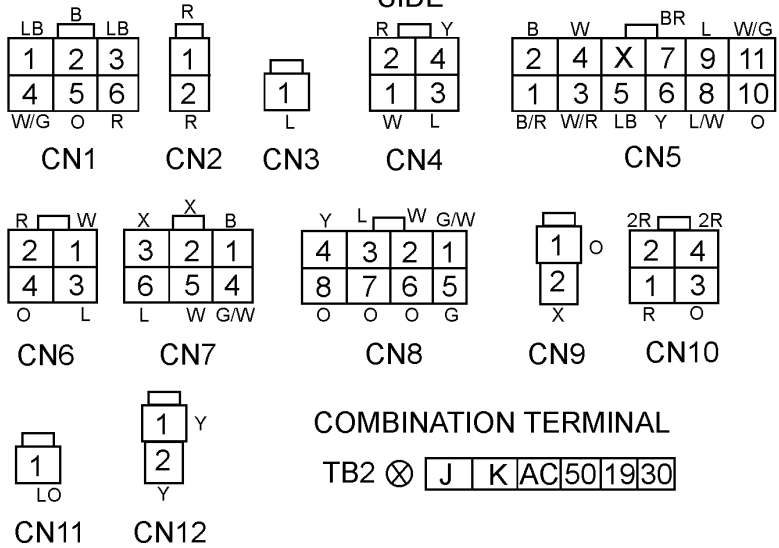 SIDE
LB B LB
1 2 3
4 5 6
W/G O R
CN1
R
1
2
R
CN2
1
L
CN3
R Y
2 4
1 3
W L
CN4
B W BR L W/G
2 4 X 7 9 11
1 3 5 6 8 10
B/R W/R LB Y L/W O
CN5
R W
2 1
4 3
O L
CN6
X X B
3 2 1
6 5 4
L W G/W
CN7
Y L W G/W
4 3 2 1
8 7 6 5
O O O G
CN8
1 O
2
X
CN9
2R 2R
2 4
1 3
R O
CN10
1
LO
CN11
1 Y
2
Y
CN12
COMBINATION TERMINAL
TB2 J K AC 50 19 30